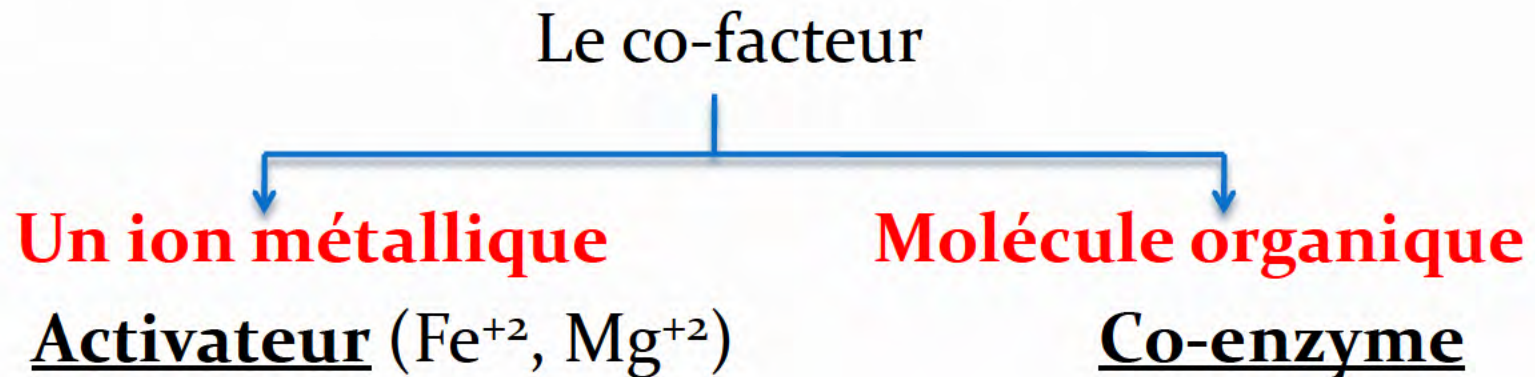 Le co-facteur
Un ion métallique
Molécule organique
Activateur (Fe⁺², Mg⁺²)
Co-enzyme